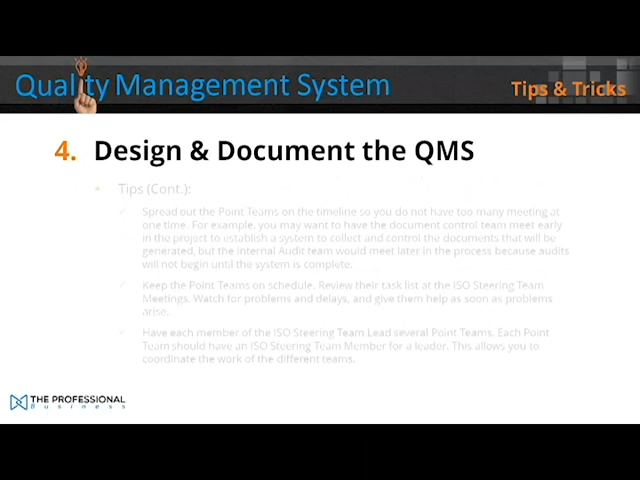 Quality Management System
Tips & Tricks
4. Design & Document the QMS
Tips (Cont.):
Spread out the Point Teams on the timeline so you do not have too many meeting at
one time. For example, you may want to have the document control team meet early
in the project to establish a system to collect and control the documents that will be
generated, but the internal Audit team would meet later in the process because audits
will not begin until the system is complete.
Keep the Point Teams on schedule. Review their task list at the ISO Steering Team
Meetings. Watch for problems and delays, and give them help as soon as problems
arise.
Have each member of the ISO Steering Team Lead several Point Teams. Each Point
Team should have an ISO Steering Team Member for a leader. This allows you to
coordinate the work of the different teams.
THE PROFESSIONAL
Business